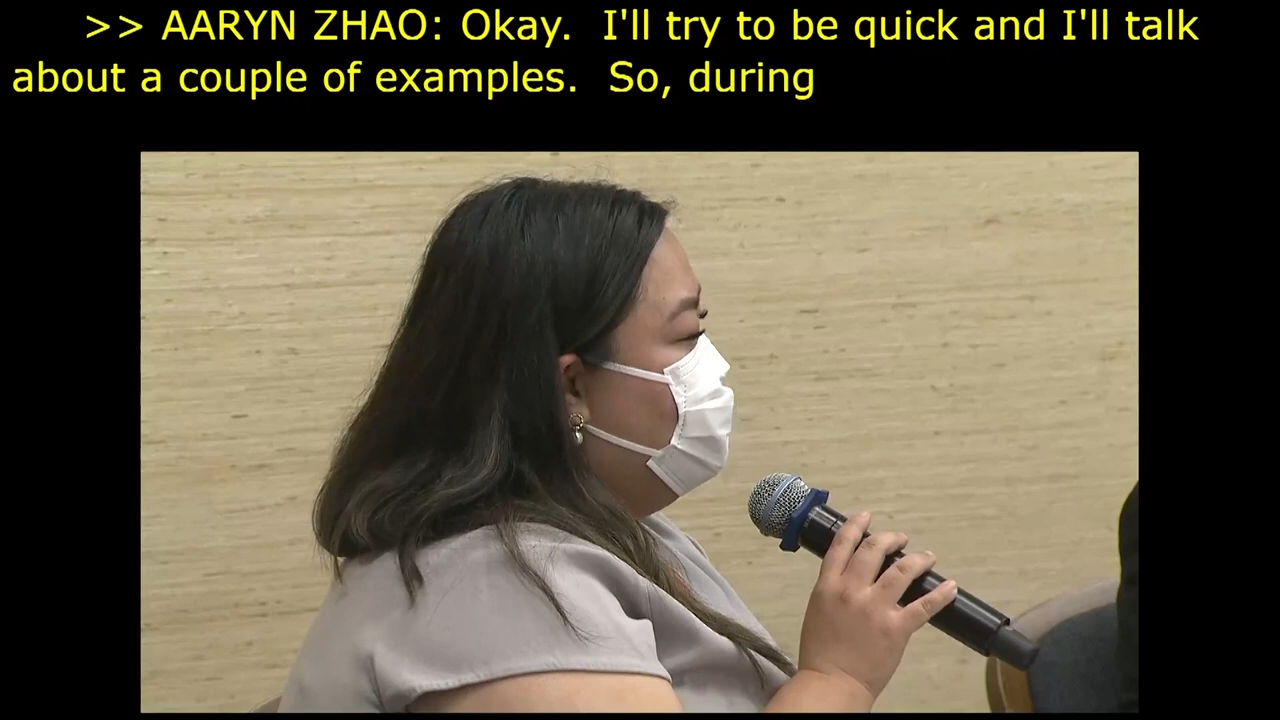 >> AARYN ZHAO: Okay.  I'll try to be quick and I'll talk
about a couple of examples.  So, during